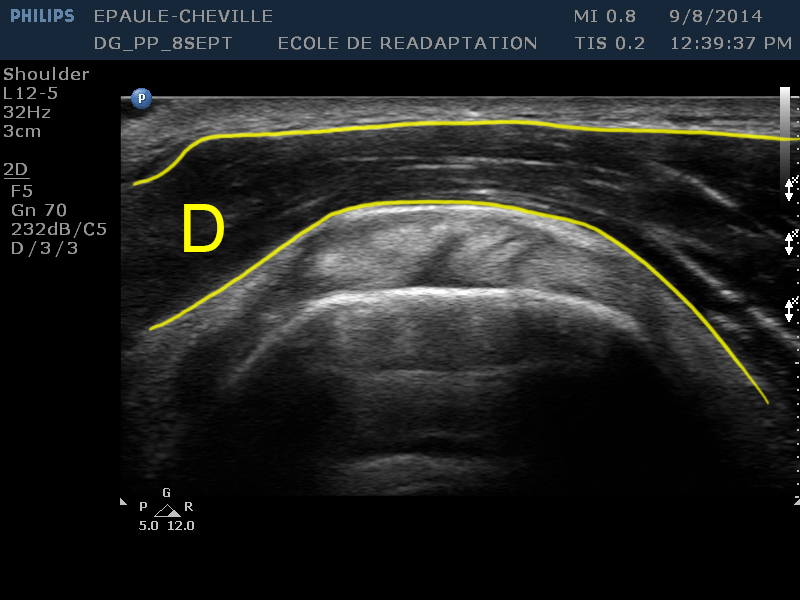 PHILIPS EPAULE-CHEVILLE MI 0.8 9/8/2014
DG_PP_8SEPT ECOLE DE READAPTATION TIS 0.2 12:39:37 PM
Shoulder
L12-5
32Hz
3cm
2D
F5
Gn 70
232dB/C5
D/3/3
P
D
G
P R
5.0 12.0